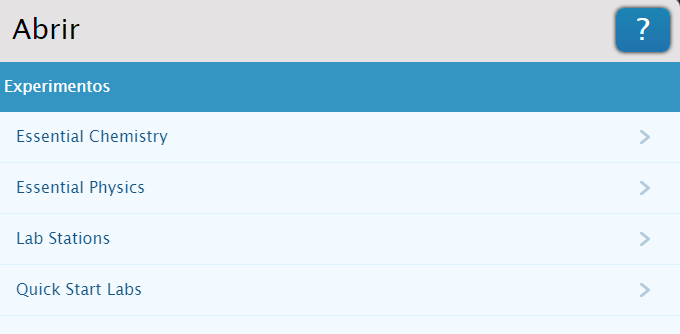 Abrir
?
Experimentos
Essential Chemistry
Essential Physics
Lab Stations
Quick Start Labs